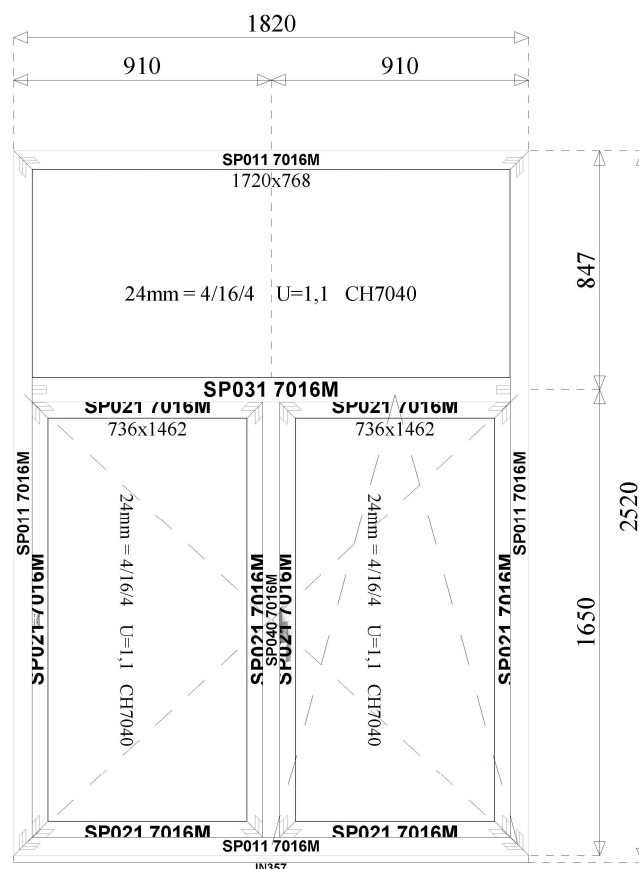 1820
910 910
SP011 7016M
1720x768
24mm = 4/16/4 U=1,1 CH7040
847
SP031 7016M
SP021 7016M SP021 7016M
736x1462 736x1462
SP011 7016M
SP021 7016M
24mm = 4/16/4 U=1,1 CH7040
SP021 7016M
SP040 7016M
SP021 7016M
24mm = 4/16/4 U=1,1 CH7040
SP021 7016M
SP011 7016M
1650
2520
SP021 7016M SP021 7016M
SP011 7016M
IN357